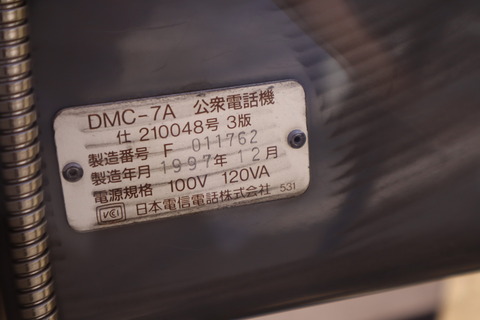 DMC-7A 公衆電話機
仕 210048号 3版
製造番号 F 011762
製造年月 1997年 12月
電源規格 100V 120VA
VCI 日本電信電話株式会社 531